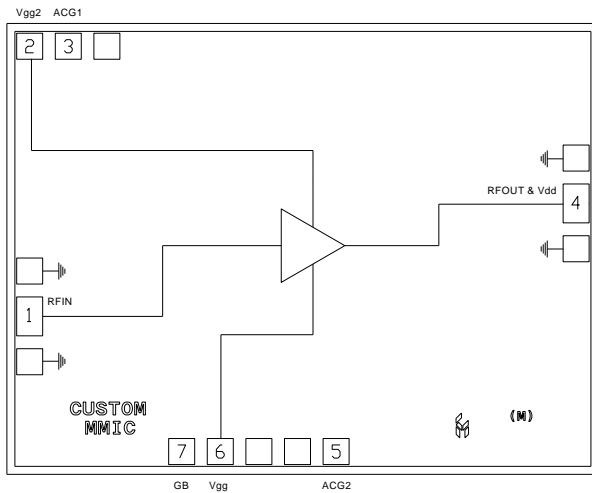 Vgg2 ACG1
2 3
RFOUT & Vdd
4
RFIN
1
CUSTOM
MMIC
(M)
7 6 5
GB Vgg ACG2